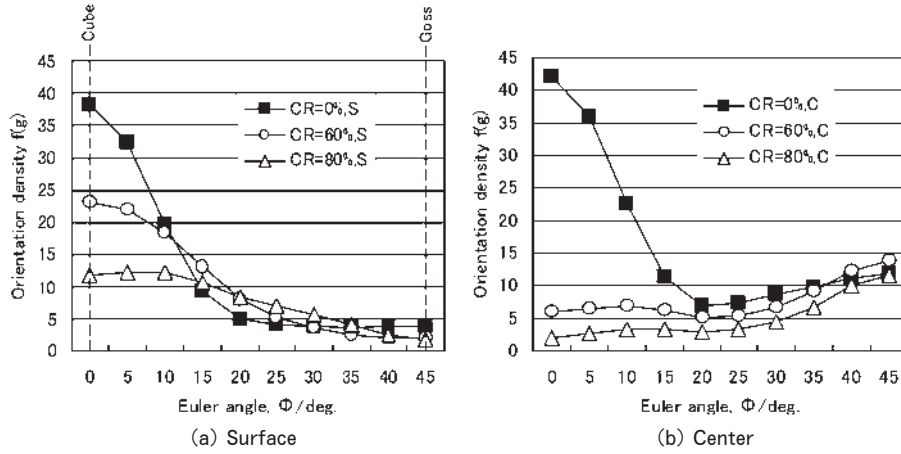 Cube
Goss
45
40
35
30
25
20
15
10
5
0
Orientation density f(g)
CR=0%,S
CR=60%,S
CR=80%,S
0 5 10 15 20 25 30 35 40 45
Euler angle, Φ/deg.
(a) Surface
45
40
35
30
25
20
15
10
5
0
Orientation density f(g)
CR=0%,C
CR=60%,C
CR=80%,C
0 5 10 15 20 25 30 35 40 45
Euler angle, Φ/deg.
(b) Center